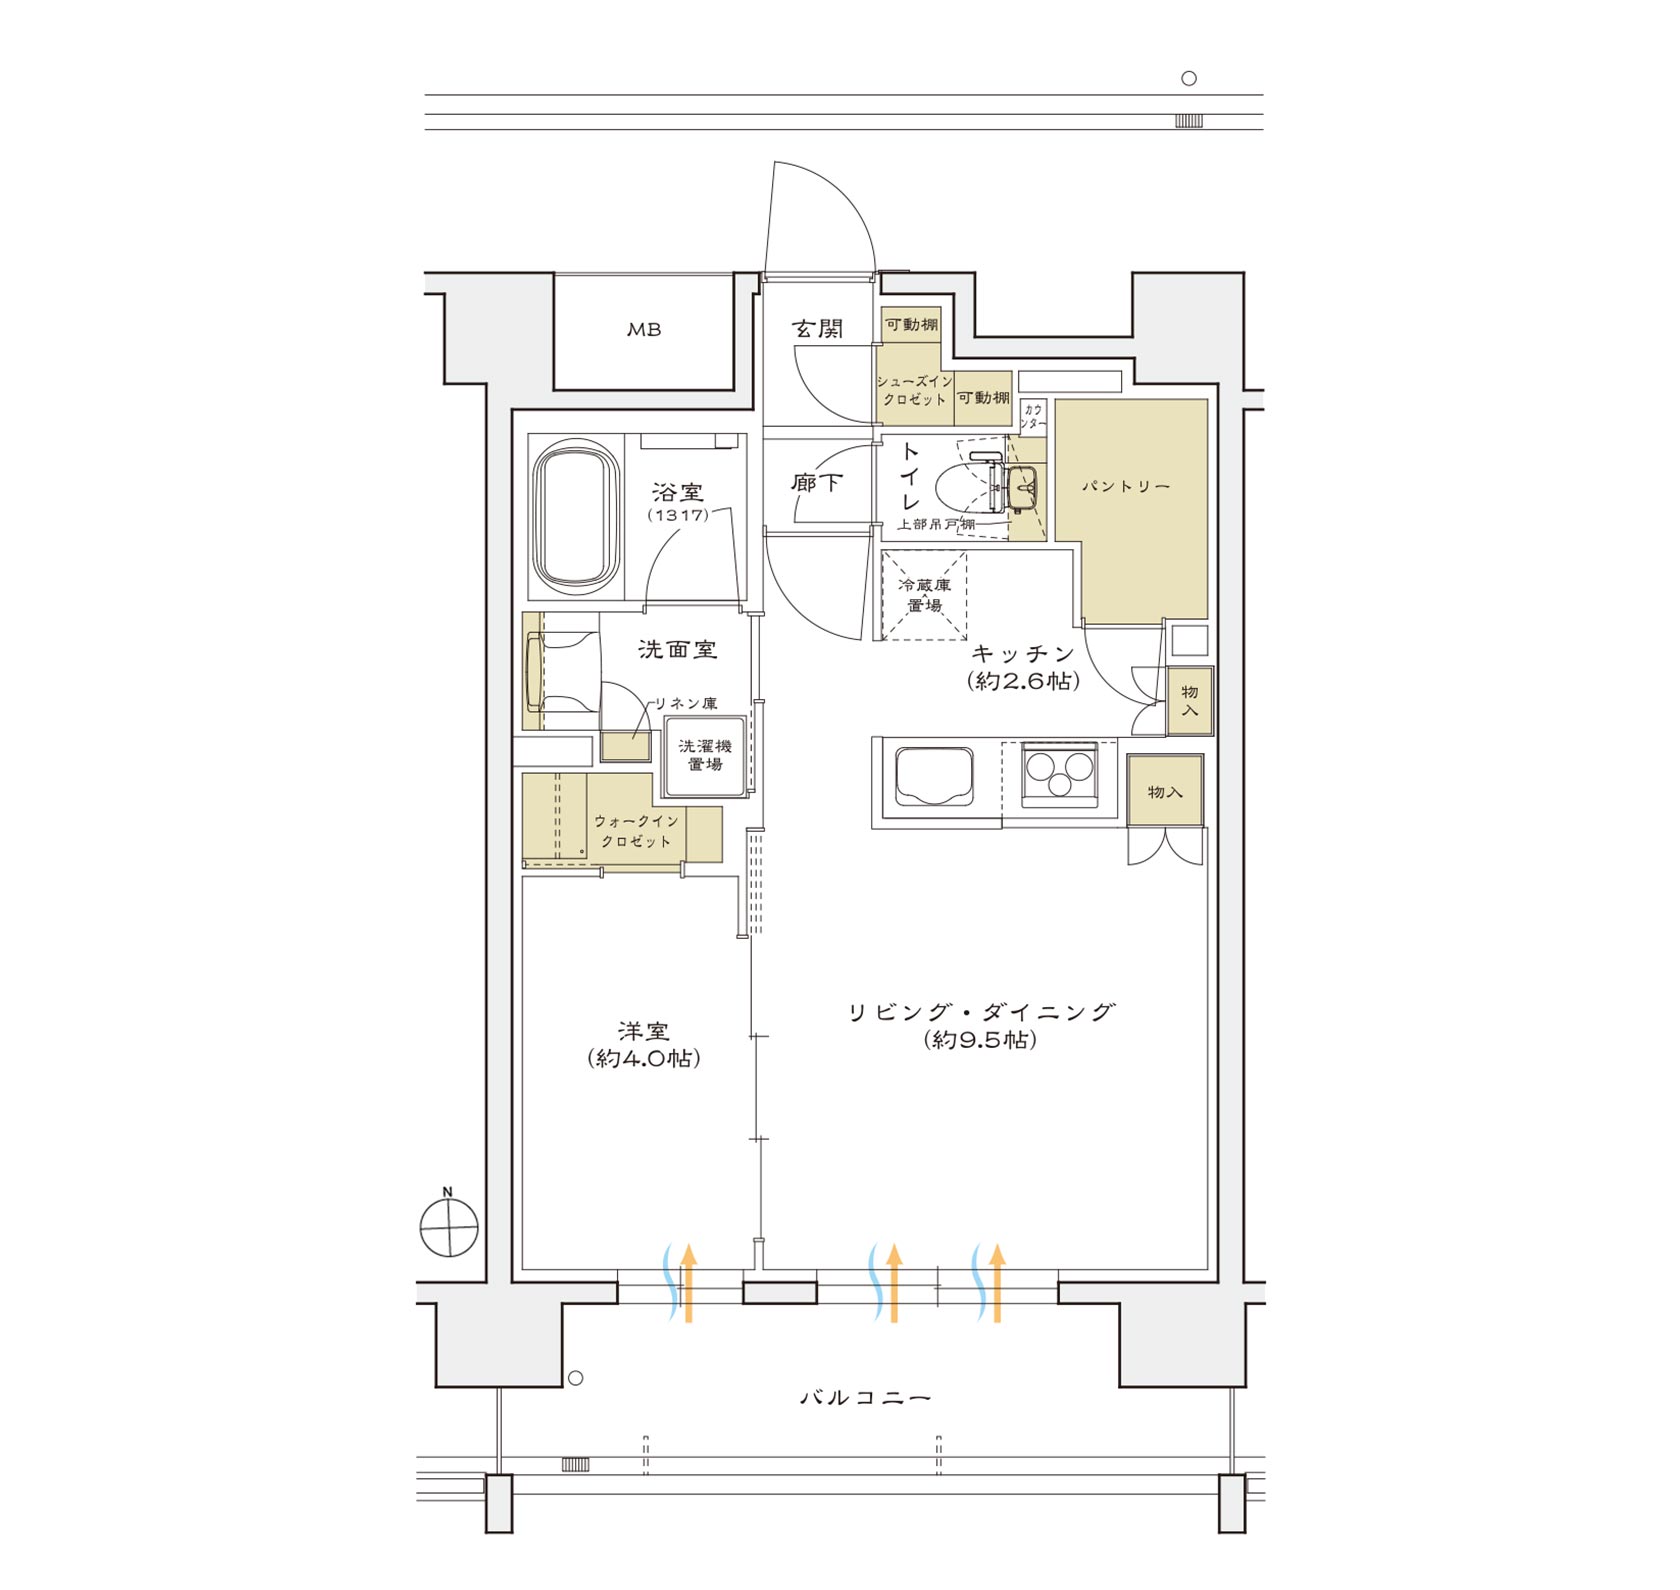 MB
玄関
可動棚
シューズイン
クロゼット
可動棚
カウ
ンター
浴室
(1317)
廊下
トイレ
上部吊戸棚
パントリー
冷蔵庫
置場
洗面室
リネン庫
洗濯機
置場
キッチン
(約2.6帖)
物入
物入
ウォークイン
クロゼット
洋室
(約4.0帖)
リビング・ダイニング
(約9.5帖)
N
バルコニー